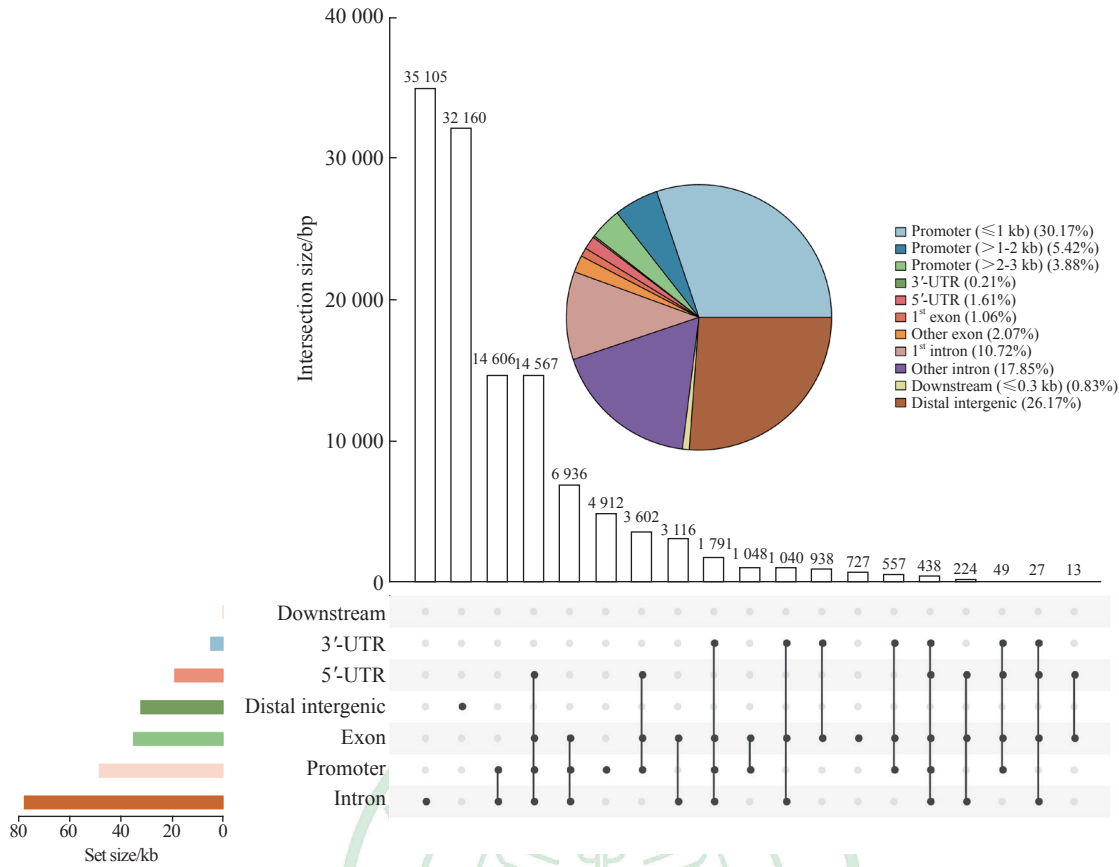 40 000
30 000
20 000
10 000
0
Intersection size/bp
35 105
32 160
14 606
14 567
6 936
4 912
3 602
3 116
1 791
1 048
1 040
938
727
557
438
224
49
27
13
Promoter (≤1 kb) (30.17%)
Promoter (>1-2 kb) (5.42%)
Promoter (>2-3 kb) (3.88%)
3′-UTR (0.21%)
5′-UTR (1.61%)
1st exon (1.06%)
Other exon (2.07%)
1st intron (10.72%)
Other intron (17.85%)
Downstream (≤0.3 kb) (0.83%)
Distal intergenic (26.17%)
Downstream
3′-UTR
5′-UTR
Distal intergenic
Exon
Promoter
Intron
80 60 40 20 0
Set size/kb